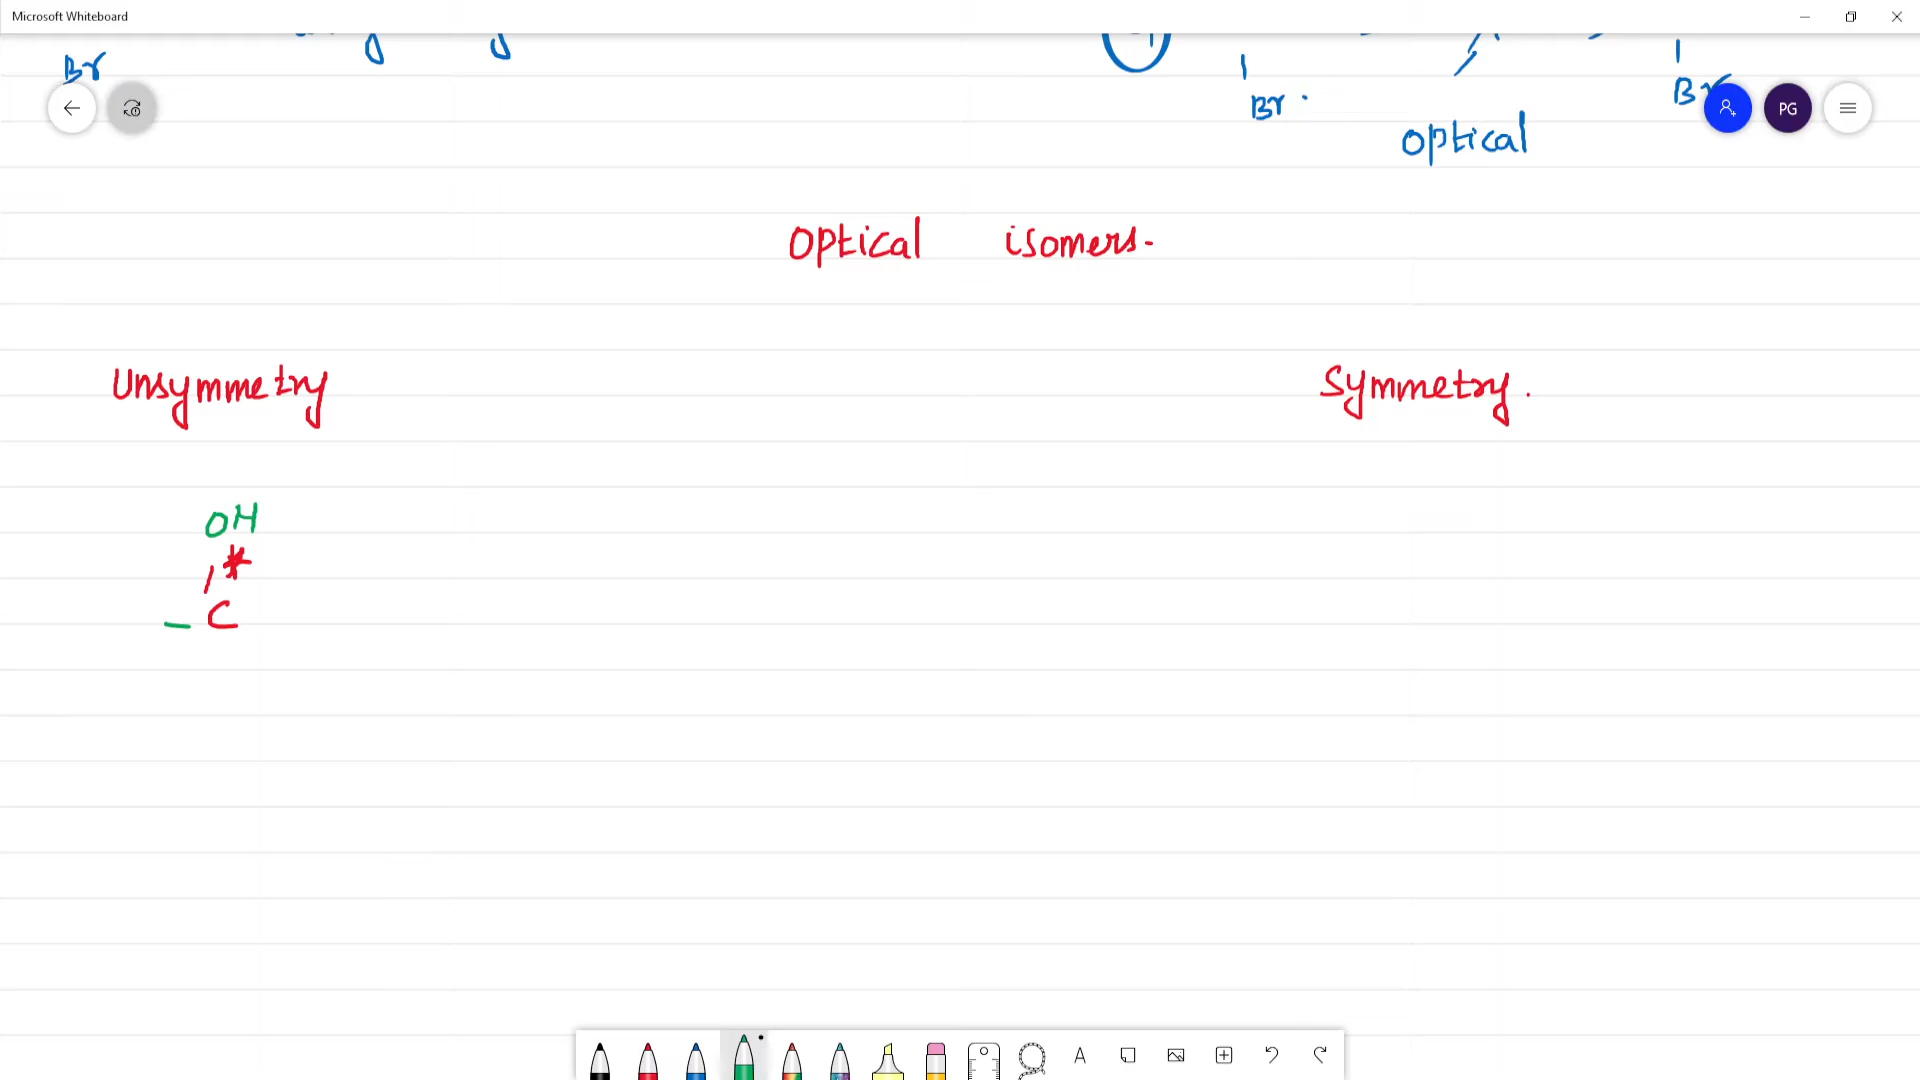 Microsoft Whiteboard
Br
Br .
Br
PG
optical
Optical isomers.
Unsymmetry Symmetry.
OH
*
C
A